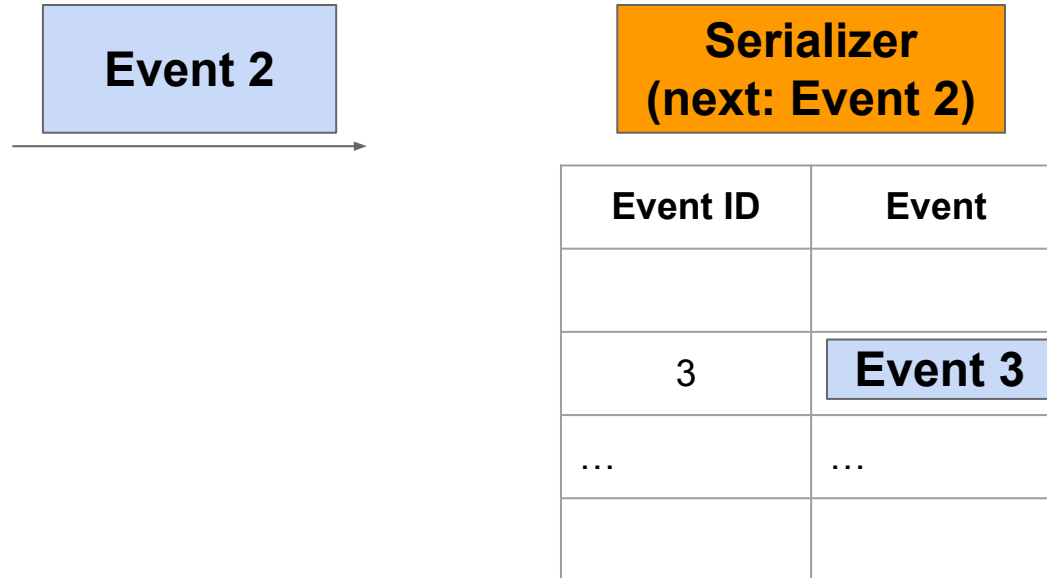 Event 2
Serializer
(next: Event 2)
Event ID Event
3 Event 3
... ...